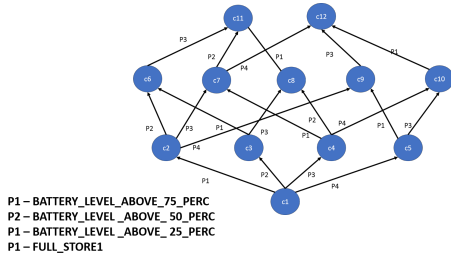 c11
c12
P3
P2
P4
P1
P3
P1
c6
c7
c8
c9
c10
P2
P3
P1
P3
P2
P4
P1
P3
P4
P1
c2
c3
c4
c5
P1
P2
P3
P4
c1
P1 – BATTERY_LEVEL_ABOVE_75_PERC
P2 – BATTERY_LEVEL_ABOVE_ 50_PERC
P1 – BATTERY_LEVEL _ABOVE_ 25_PERC
P1 – FULL_STORE1